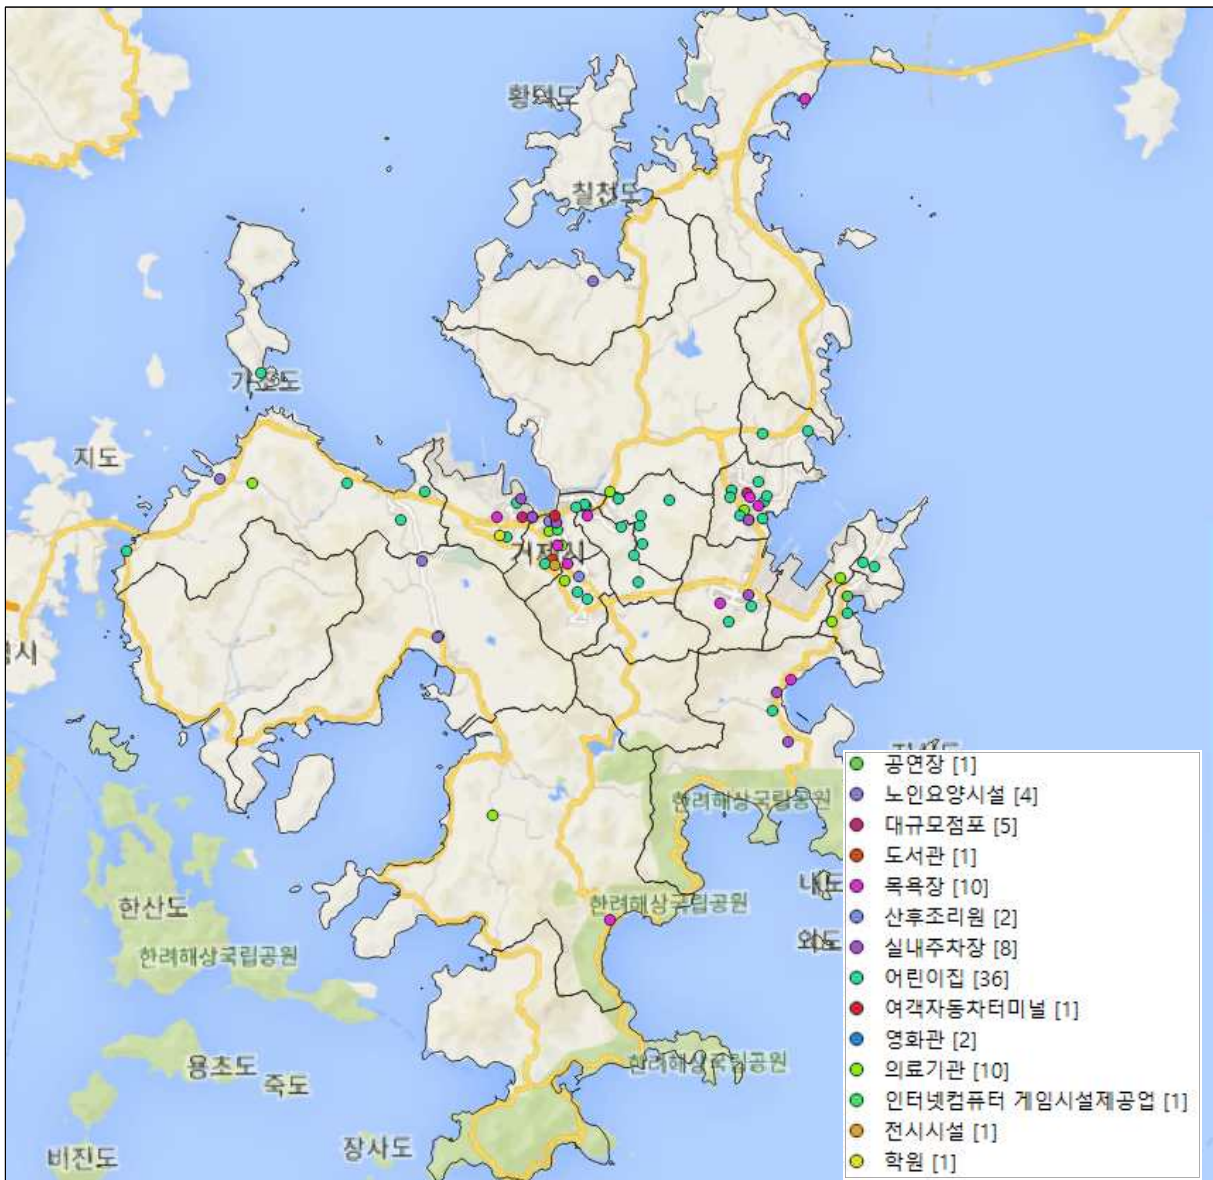 황덕도
칠천도
가조도
지도
거제시
한려해상국립공원
한산도
한려해상국립공원
내도
외도
한려해상국립공원
용초도
죽도
한려해상국립공원
장사도
비진도
공연장 [1]
노인요양시설 [4]
대규모점포 [5]
도서관 [1]
목욕장 [10]
산후조리원 [2]
실내주차장 [8]
어린이집 [36]
여객자동차터미널 [1]
영화관 [2]
의료기관 [10]
인터넷컴퓨터 게임시설제공업 [1]
전시시설 [1]
학원 [1]